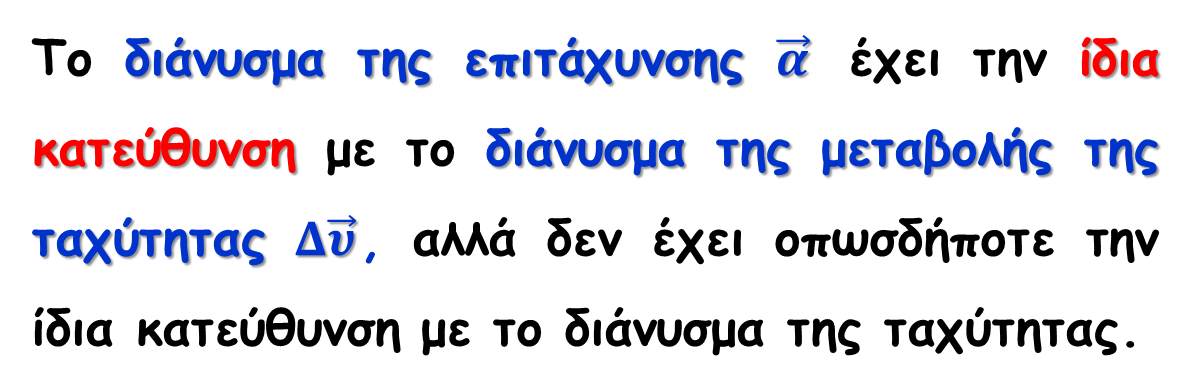 Το διάνυσμα της επιτάχυνσης α⃗ έχει την ίδια
κατεύθυνση με το διάνυσμα της μεταβολής της
ταχύτητας Δυ⃗, αλλά δεν έχει οπωσδήποτε την
ίδια κατεύθυνση με το διάνυσμα της ταχύτητας.